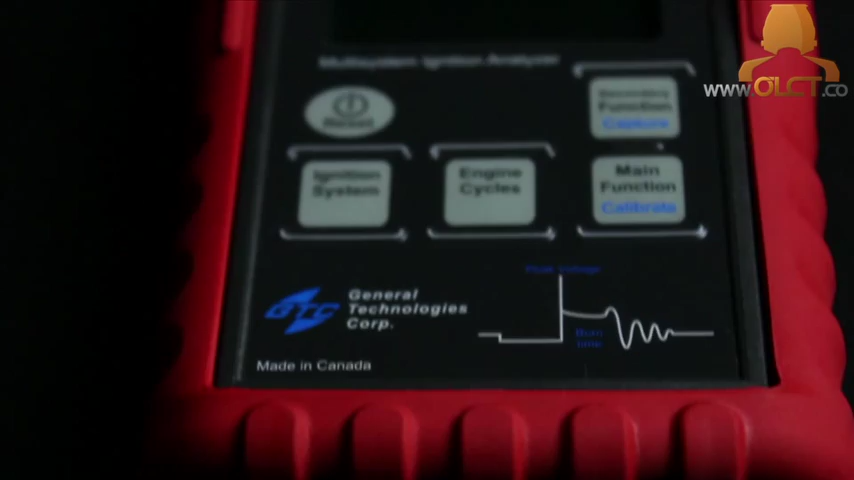 Multisystem Ignition Analyzer
www.OLCT.co
Reset
Secondary
Function
Capture
Ignition
System
Engine
Cycles
Main
Function
Calibrate
Peak Voltage
GTC
General
Technologies
Corp.
Burn
time
Made in Canada